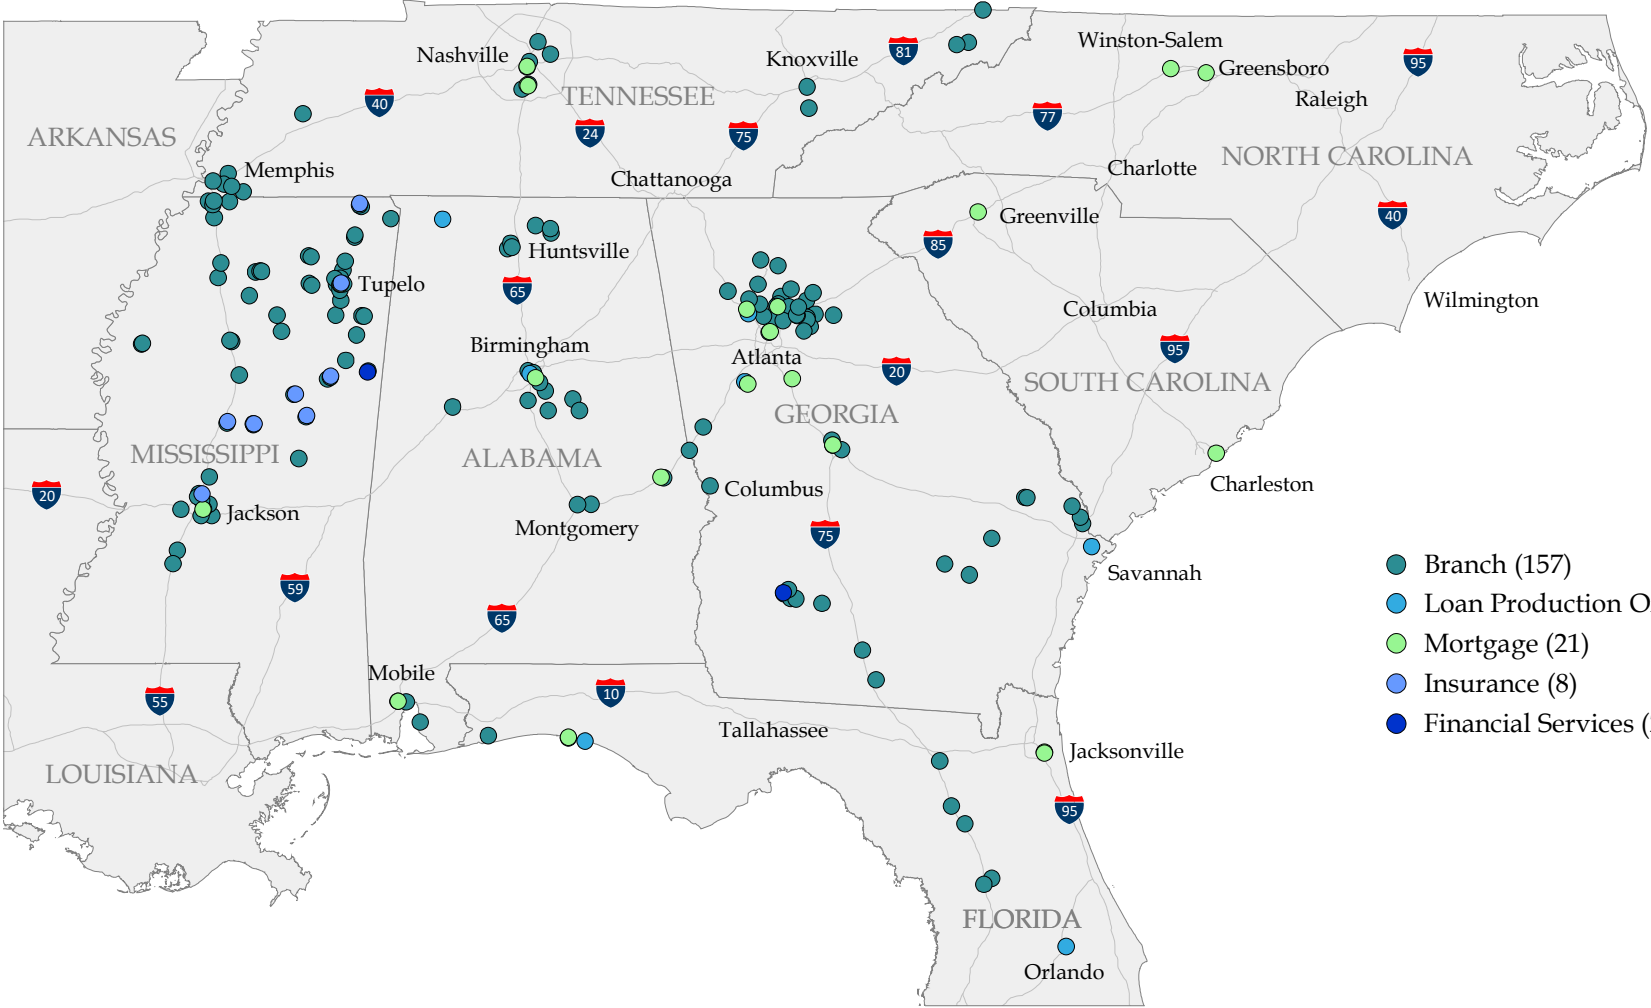 Winston-Salem
Nashville
81
Knoxville
95
Greensboro
40
TENNESSEE
Raleigh
77
ARKANSAS
24
75
NORTH CAROLINA
Memphis
Charlotte
Chattanooga
40
Greenville
85
Huntsville
65
Tupelo
Wilmington
Columbia
Birmingham
95
Atlanta
20
SOUTH CAROLINA
GEORGIA
MISSISSIPPI
ALABAMA
20
Columbus
Charleston
Jackson
Montgomery
75
Savannah
59
65
Mobile
55
10
Tallahassee
Jacksonville
LOUISIANA
95
FLORIDA
Orlando
Branch (157)
Loan Production O
Mortgage (21)
Insurance (8)
Financial Services (